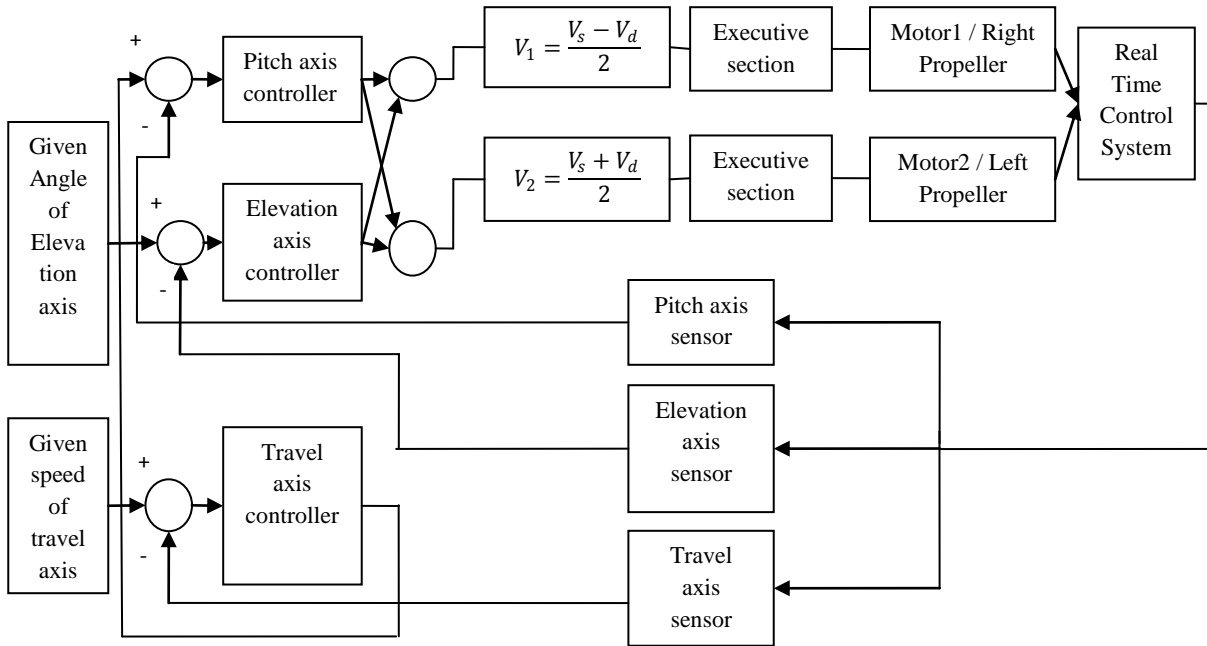 +
Pitch axis
controller
V₁ = (Vₛ − V_d)/2
Executive
section
Motor1 / Right
Propeller
Real
Time
Control
System
-
Given
Angle
of
Eleva
tion
axis
+
Elevation
axis
controller
V₂ = (Vₛ + V_d)/2
Executive
section
Motor2 / Left
Propeller
-
Pitch axis
sensor
Elevation
axis
sensor
Given
speed
of
travel
axis
+
Travel
axis
controller
-
Travel
axis
sensor